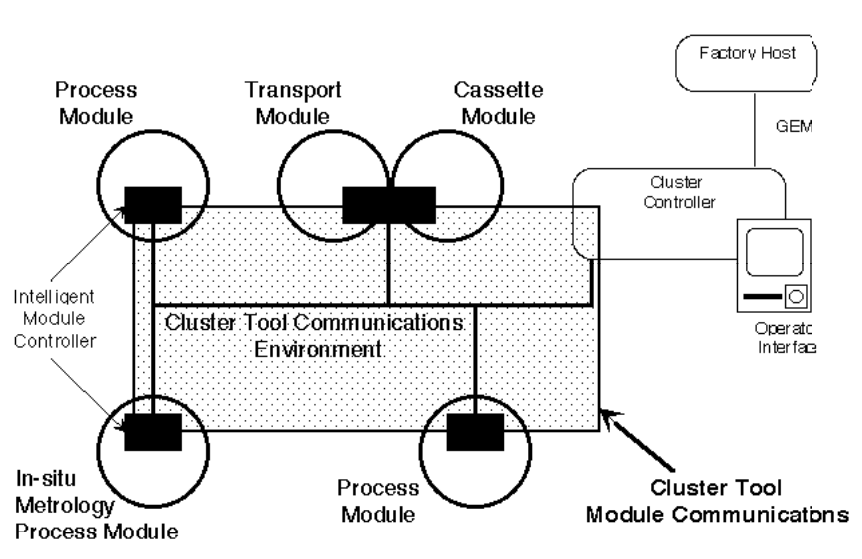 Factory Host
GEM
Process
Module
Transport
Module
Cassette
Module
Cluster
Controller
Intelligent
Module
Controller
Cluster Tool Communications
Environment
Operato
Interfac
In-situ
Metrology
Process Module
Process
Module
Cluster Tool
Module Communications